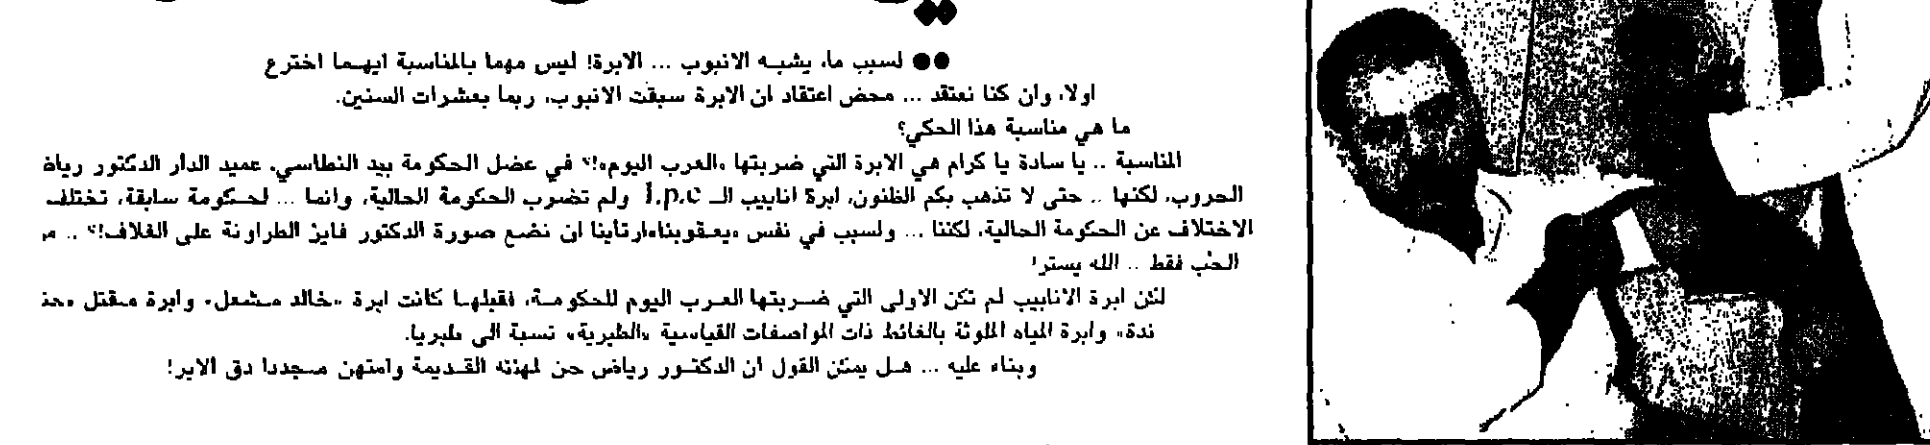 ●● لسبب ما، يشبه الانبوب ... الابرة! ليس مهما بالمناسبة ايهما اخترع
اولا، وان كنا نعتقد ... محض اعتقاد ان الابرة سبقت الانبوب، ربما بعشرات السنين.
ما هي مناسبة هذا الحكي؟
المناسبة .. يا سادة يا كرام هي الابرة التي ضربتها «العرب اليوم»!؟ في عضل الحكومة بيد النطاسي، عميد الدار الدكتور رياض
الحروب، لكنها .. حتى لا تذهب بكم الظنون، ابرة انابيب الـ i.p.c ولم تضرب الحكومة الحالية، وانما ... لحكومة سابقة، تختلف
الاختلاف عن الحكومة الحالية، لكننا ... ولسبب في نفس «يعقوبنا» ارتأينا ان نضع صورة الدكتور فايز الطراونة على الغلاف!؟ ..
الحُب فقط .. الله يستر!
لئن ابرة الانابيب لم تكن الاولى التي ضربتها العرب اليوم للحكومة، فقبلها كانت ابرة «خالد مشعل» وابرة مقتل «حنا
ندة» وابرة المياه الملوثة بالغائط ذات المواصفات القياسية «الطبرية» نسبة الى طبريا.
وبناء عليه ... هل يمكن القول ان الدكتور رياض حن لمهنته القديمة وامتهن مجددا دق الابر!